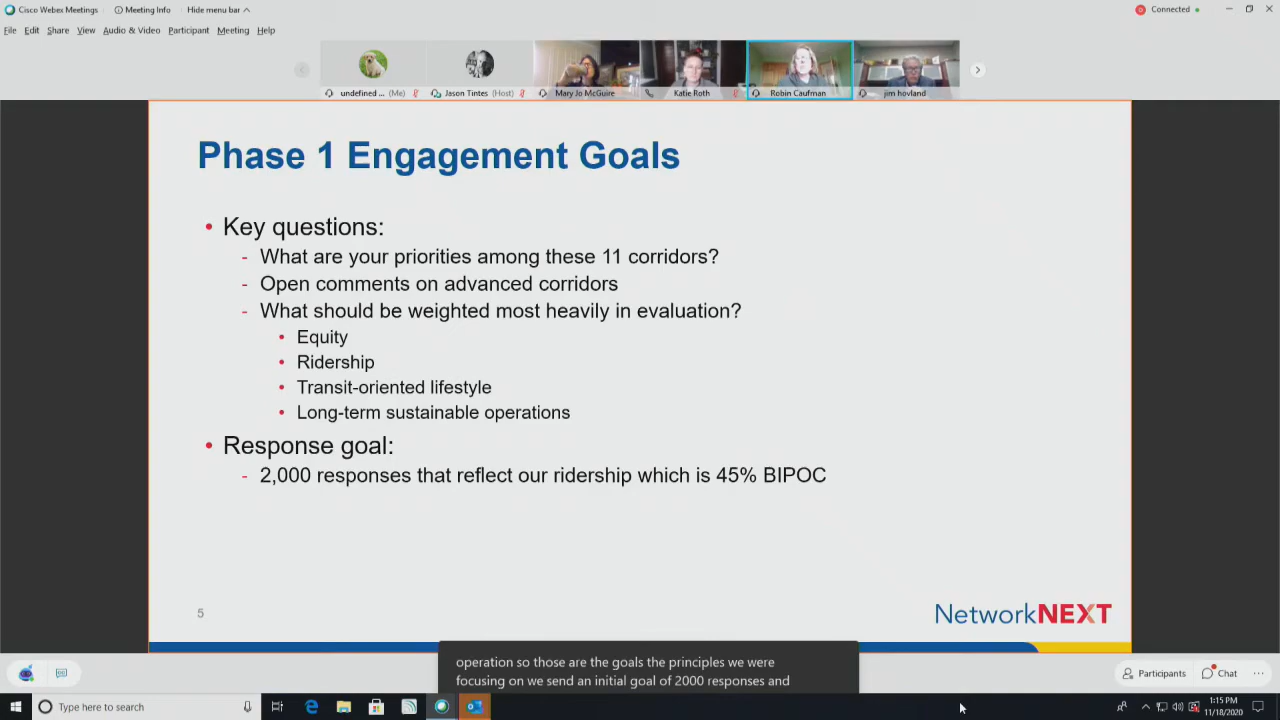 Cisco Webex Meetings
Meeting Info
Hide menu bar
Connected
File Edit Share View Audio & Video Participant Meeting Help
undefined ... (Me)
Jason Tintes (Host)
Mary Jo McGuire
Katie Roth
Robin Caufman
jim hovland
Phase 1 Engagement Goals
• Key questions:
- What are your priorities among these 11 corridors?
- Open comments on advanced corridors
- What should be weighted most heavily in evaluation?
• Equity
• Ridership
• Transit-oriented lifestyle
• Long-term sustainable operations
• Response goal:
- 2,000 responses that reflect our ridership which is 45% BIPOC
5
NetworkNEXT
operation so those are the goals the principles we were
focusing on we send an initial goal of 2000 responses and
Participants
Chat
Type here to search
1:15 PM
11/18/2020